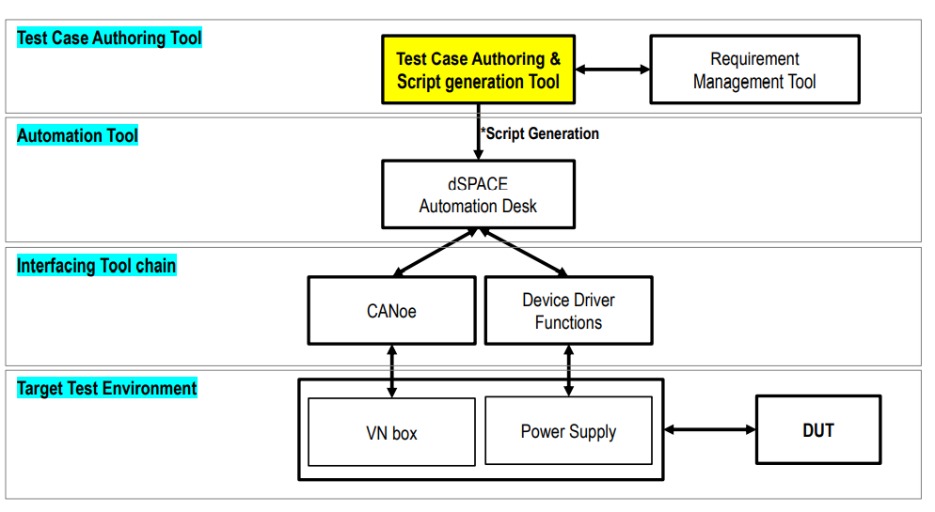 Test Case Authoring Tool
Test Case Authoring &
Script generation Tool
Requirement
Management Tool
Automation Tool
*Script Generation
dSPACE
Automation Desk
Interfacing Tool chain
CANoe
Device Driver
Functions
Target Test Environment
VN box
Power Supply
DUT